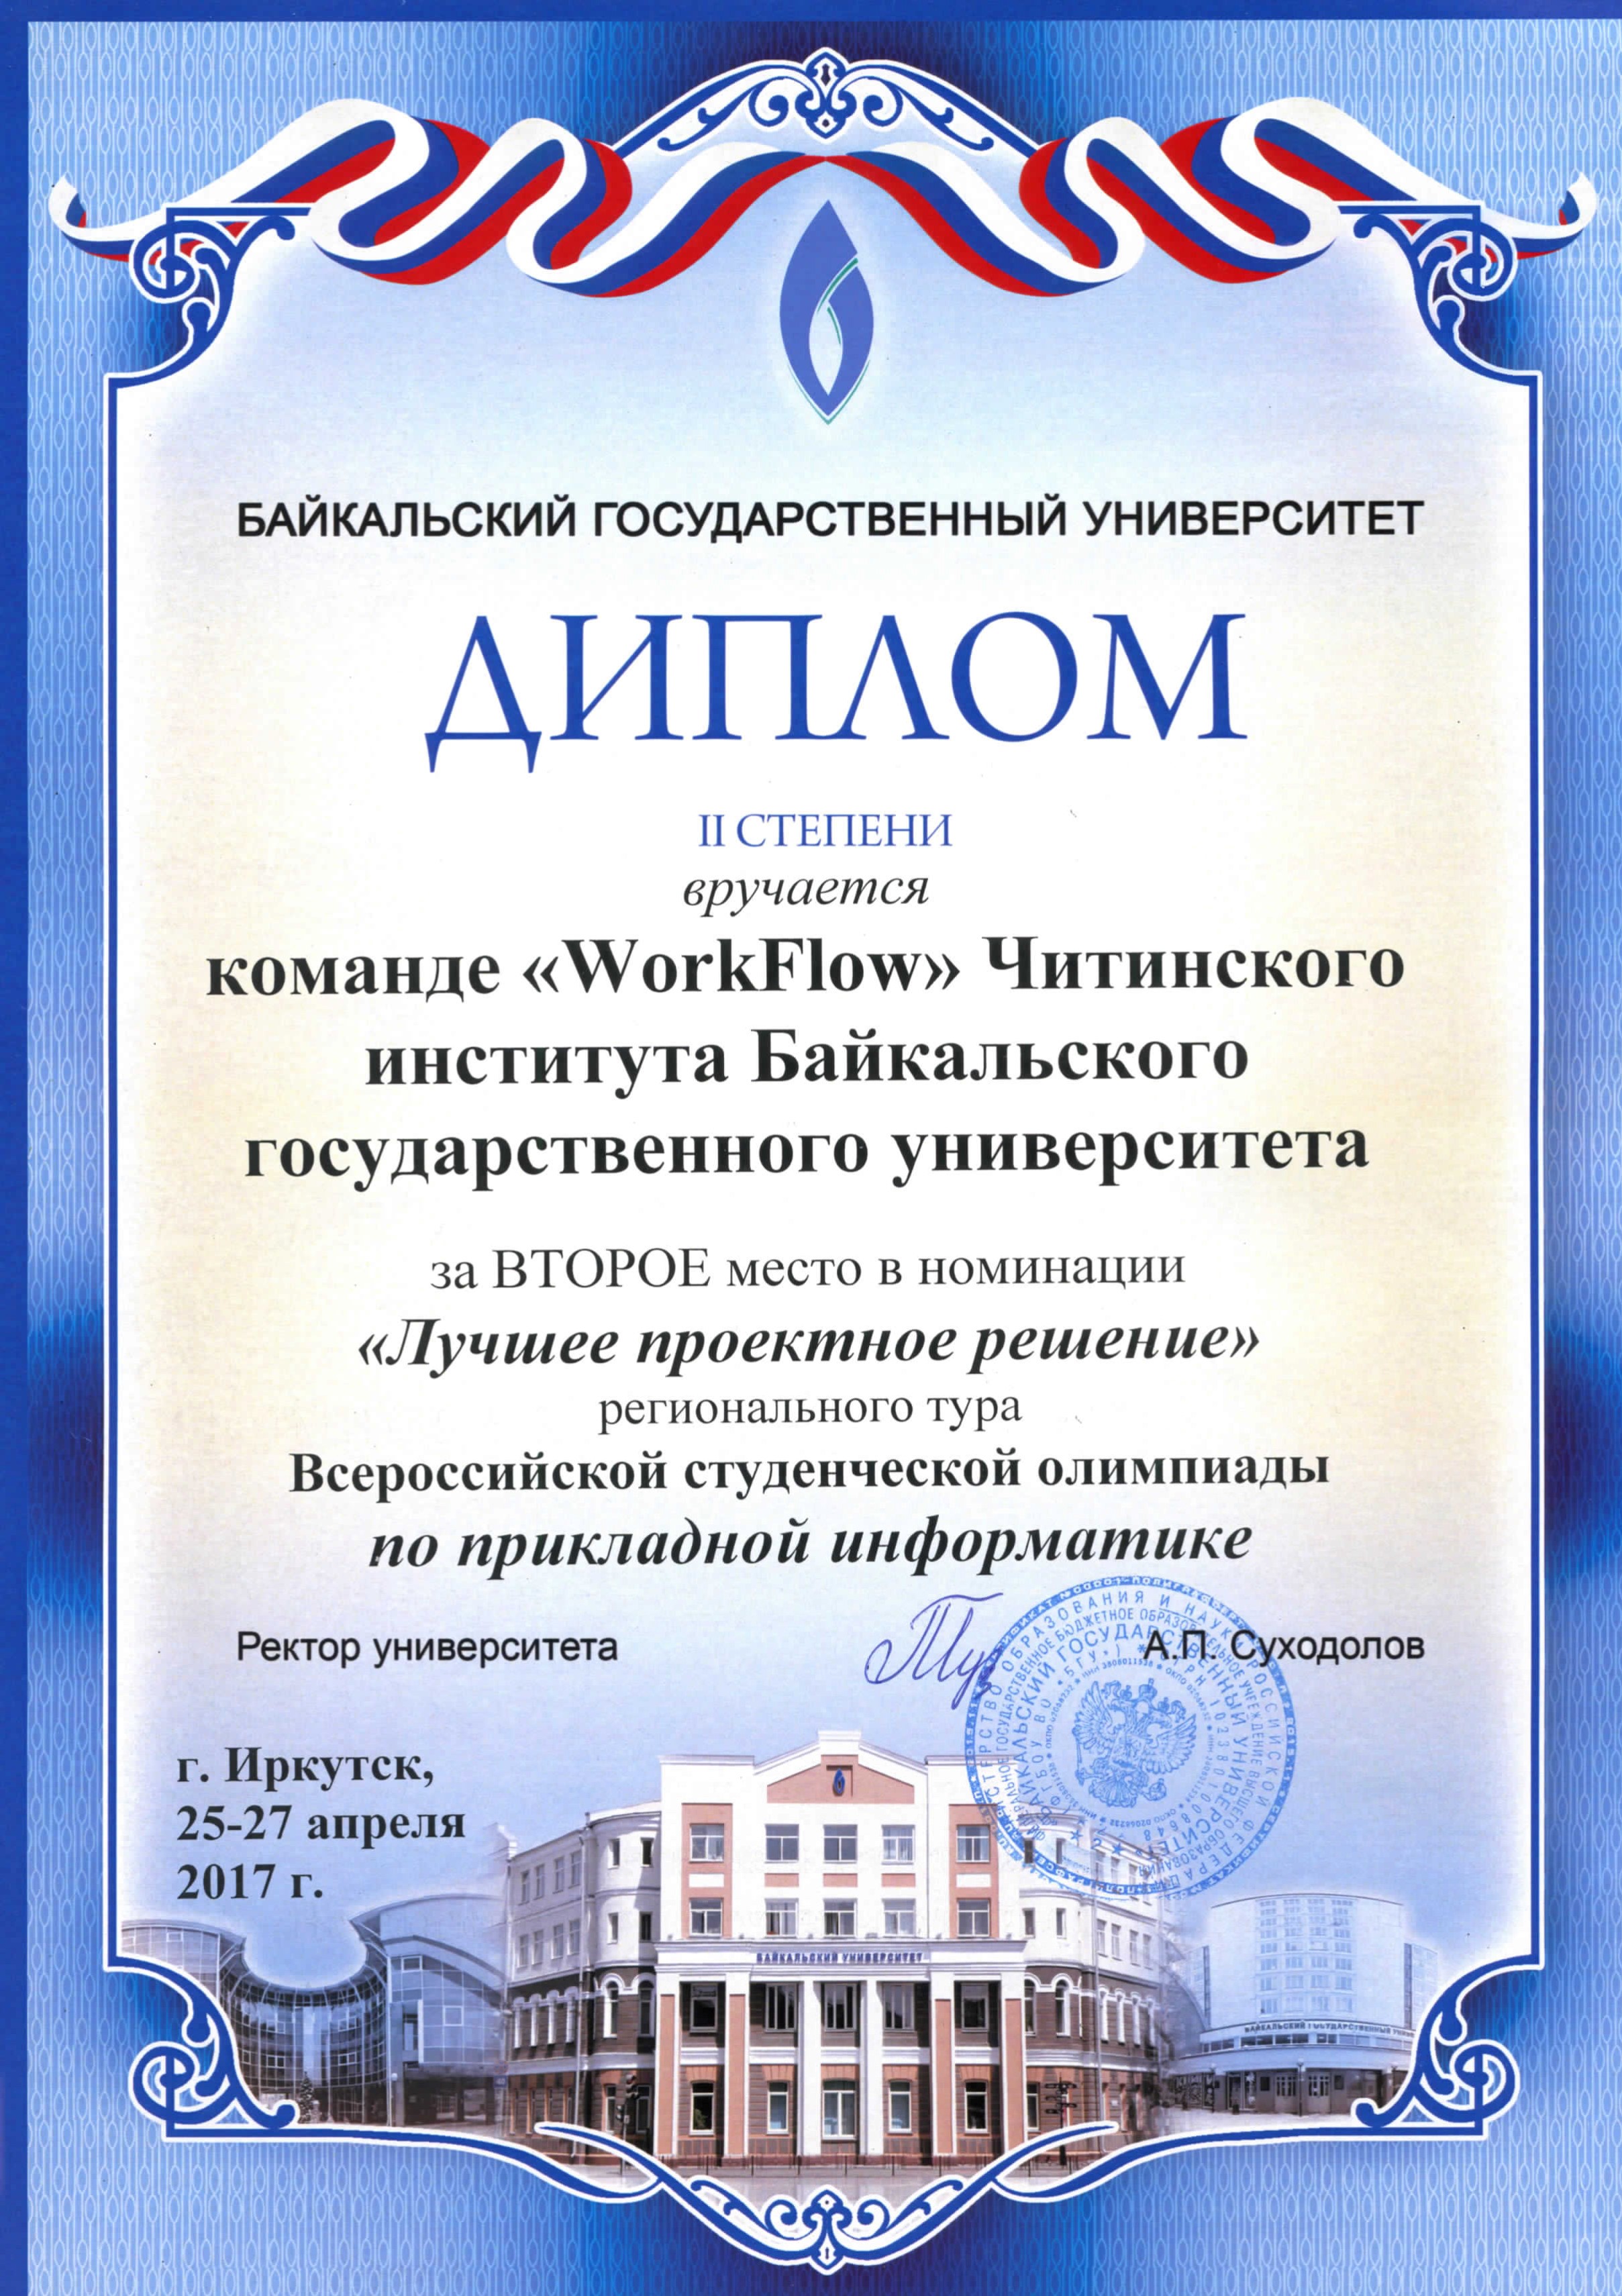 БАЙКАЛЬСКИЙ ГОСУДАРСТВЕННЫЙ УНИВЕРСИТЕТ
ДИПЛОМ
II СТЕПЕНИ
вручается
команде «WorkFlow» Читинского
института Байкальского
государственного университета
за ВТОРОЕ место в номинации
«Лучшее проектное решение»
регионального тура
Всероссийской студенческой олимпиады
по прикладной информатике
Ректор университета
А.П. Суходолов
г. Иркутск,
25-27 апреля
2017 г.
БАЙКАЛЬСКИЙ УНИВЕРСИТЕТ
БАЙКАЛЬСКИЙ ГОСУДАРСТВЕННЫЙ